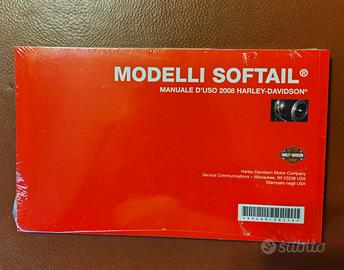 MODELLI SOFTAIL®
MANUALE D'USO 2008 HARLEY-DAVIDSON®
HARLEY-DAVIDSON
Harley-Davidson Motor Company
Service Communications – Milwaukee, WI 53208 USA
Stampato negli USA
subito